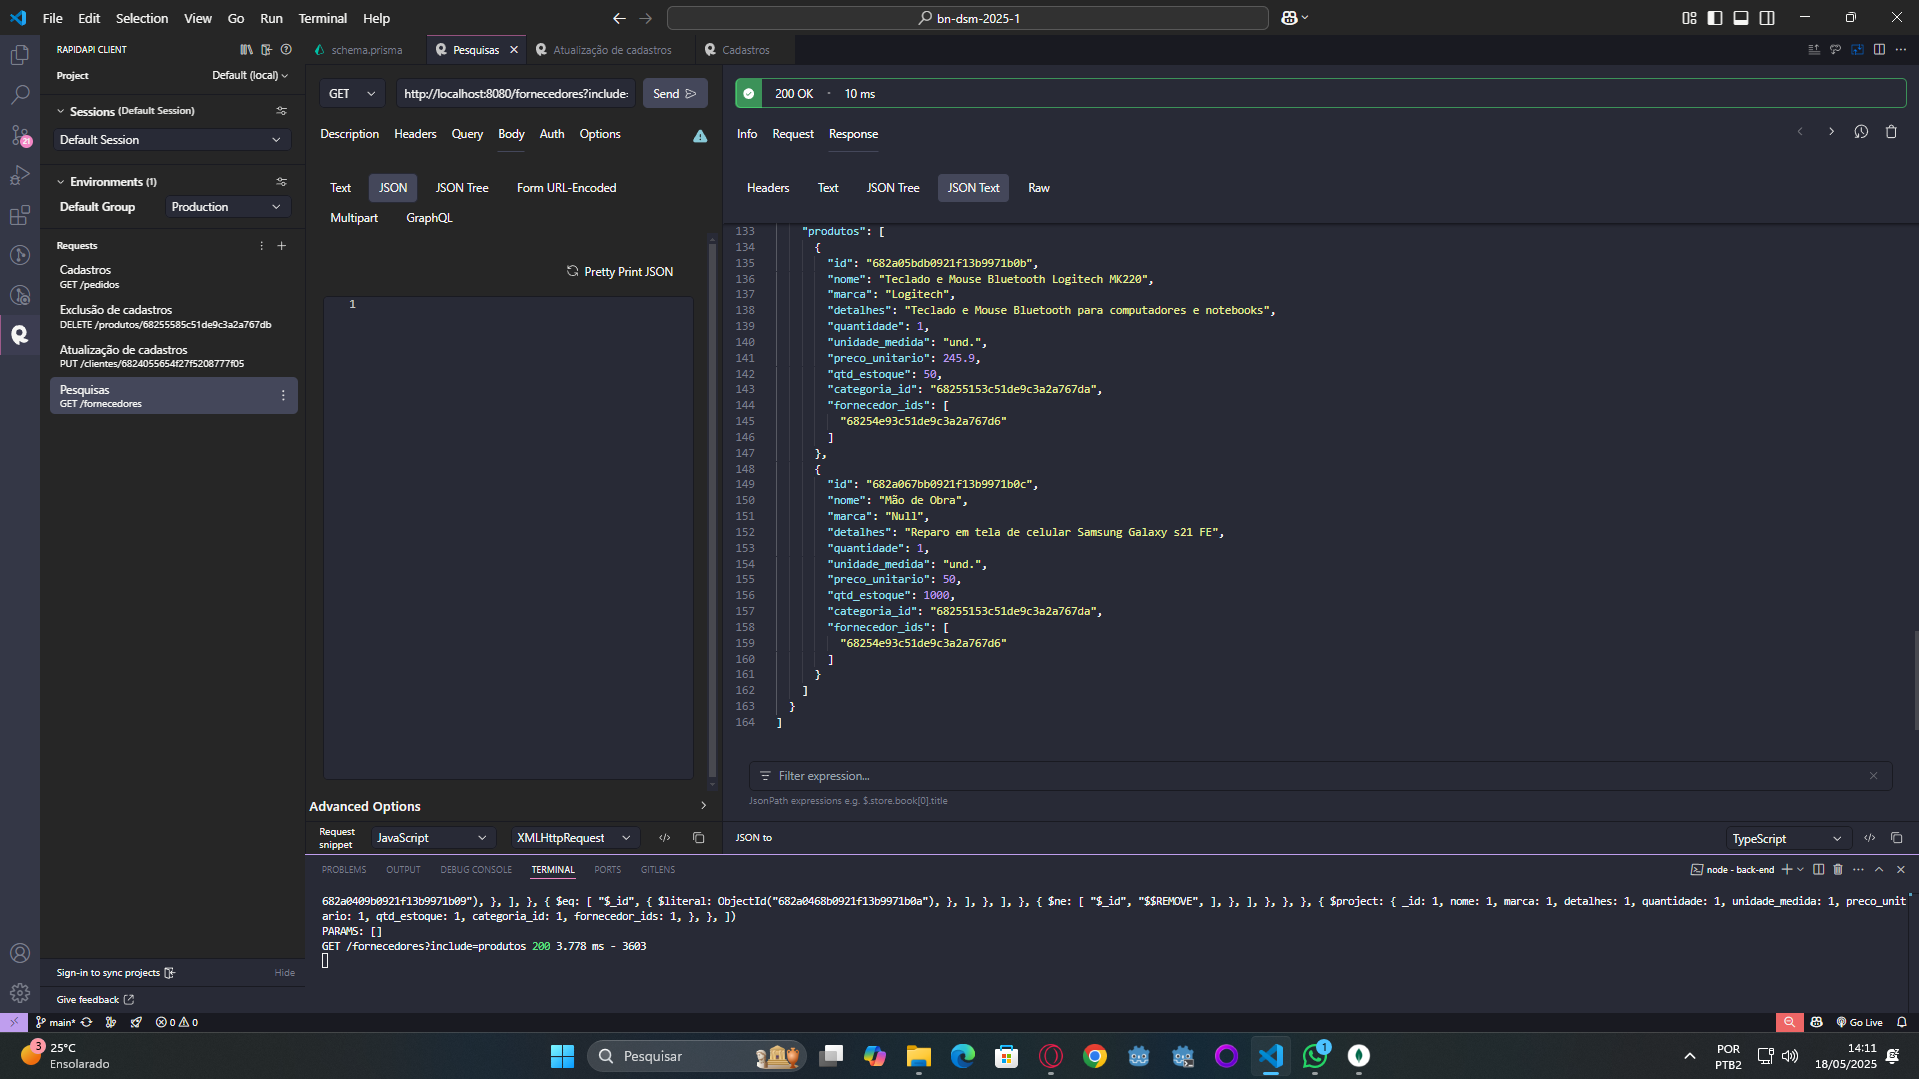 File Edit Selection View Go Run Terminal Help
bn-dsm-2025-1
RAPIDAPI CLIENT
Project
Default (local)
Sessions (Default Session)
Default Session
Environments (1)
Default Group
Production
Requests
Cadastros
GET /pedidos
Exclusão de cadastros
DELETE /produtos/68255585c51de9c3a2a767db
Atualização de cadastros
PUT /clientes/6824055654f27f5208777f05
Pesquisas
GET /fornecedores
Sign-in to sync projects
Hide
Give feedback
schema.prisma
Pesquisas
Atualização de cadastros
Cadastros
GET
http://localhost:8080/fornecedores?include:
Send
Description Headers Query Body Auth Options
Text JSON JSON Tree Form URL-Encoded
Multipart GraphQL
Pretty Print JSON
1
Advanced Options
Request snippet
JavaScript
XMLHttpRequest
200 OK · 10 ms
Info Request Response
Headers Text JSON Tree JSON Text Raw
133 "produtos": [
134 {
135 "id": "682a05bdb0921f13b9971b0b",
136 "nome": "Teclado e Mouse Bluetooth Logitech MK220",
137 "marca": "Logitech",
138 "detalhes": "Teclado e Mouse Bluetooth para computadores e notebooks",
139 "quantidade": 1,
140 "unidade_medida": "und.",
141 "preco_unitario": 245.9,
142 "qtd_estoque": 50,
143 "categoria_id": "68255153c51de9c3a2a767da",
144 "fornecedor_ids": [
145 "68254e93c51de9c3a2a767d6"
146 ]
147 },
148 {
149 "id": "682a067bb0921f13b9971b0c",
150 "nome": "Mão de Obra",
151 "marca": "Null",
152 "detalhes": "Reparo em tela de celular Samsung Galaxy s21 FE",
153 "quantidade": 1,
154 "unidade_medida": "und.",
155 "preco_unitario": 50,
156 "qtd_estoque": 1000,
157 "categoria_id": "68255153c51de9c3a2a767da",
158 "fornecedor_ids": [
159 "68254e93c51de9c3a2a767d6"
160 ]
161 }
162 ]
163 }
164 ]
Filter expression...
JsonPath expressions e.g. $.store.book[0].title
JSON to
TypeScript
PROBLEMS OUTPUT DEBUG CONSOLE TERMINAL PORTS GITLENS
node - back-end
682a0409b0921f13b9971b09"), }, ], }, { $eq: [ "$_id", { $literal: ObjectId("682a0468b0921f13b9971b0a"), }, ], }, ], }, { $ne: [ "$_id", "$$REMOVE", ], }, ], }, }, }, { $project: { _id: 1, nome: 1, marca: 1, detalhes: 1, quantidade: 1, unidade_medida: 1, preco_unit
ario: 1, qtd_estoque: 1, categoria_id: 1, fornecedor_ids: 1, }, }, ])
PARAMS: []
GET /fornecedores?include=produtos 200 3.778 ms - 3603
21
main*
0 0
Go Live
3
25°C
Ensolarado
Pesquisar
1
POR
PTB2
14:11
18/05/2025